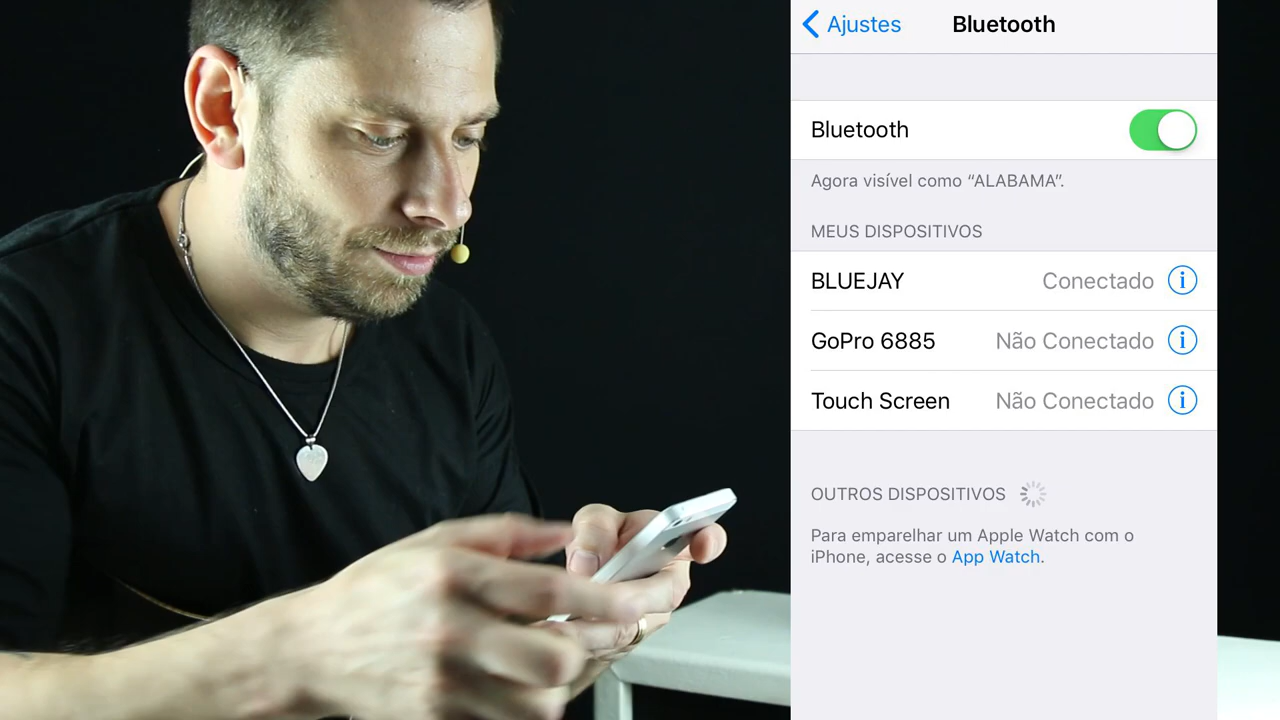 Ajustes Bluetooth
Bluetooth
Agora visível como “ALABAMA”.
MEUS DISPOSITIVOS
BLUEJAY Conectado
GoPro 6885 Não Conectado
Touch Screen Não Conectado
OUTROS DISPOSITIVOS
Para emparelhar um Apple Watch com o
iPhone, acesse o App Watch.